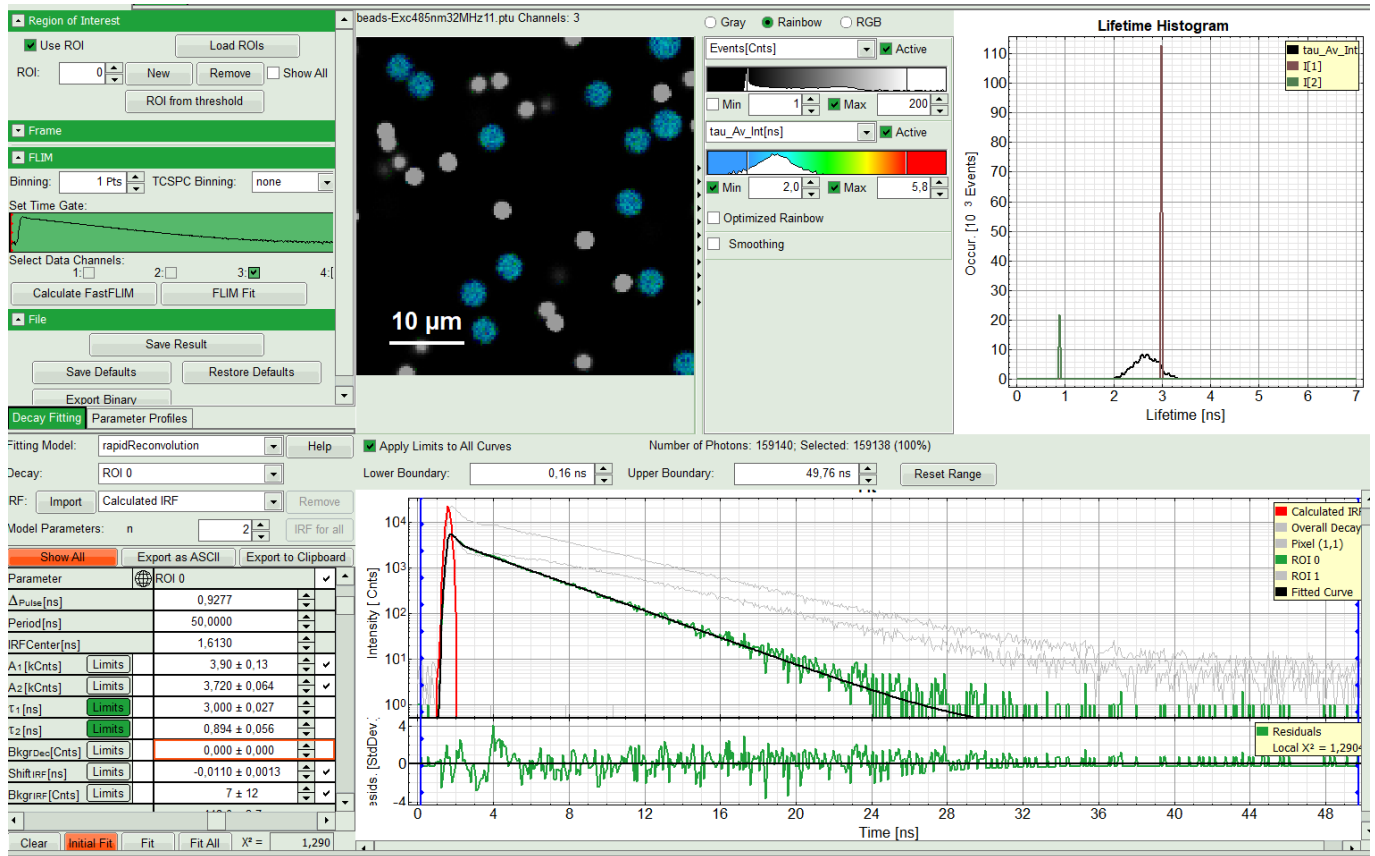 Region of Interest
Use ROI
Load ROIs
ROI:
0
New
Remove
Show All
ROI from threshold
Frame
FLIM
Binning:
1 Pts
TCSPC Binning:
none
Set Time Gate:
Select Data Channels:
1:
2:
3:
4:
Calculate FastFLIM
FLIM Fit
File
Save Result
Save Defaults
Restore Defaults
Export Binary
beads-Exc485nm32MHz11.ptu Channels: 3
10 µm
Gray
Rainbow
RGB
Events[Cnts]
Active
Min
1
Max
200
tau_Av_Int[ns]
Active
Min
2,0
Max
5,8
Optimized Rainbow
Smoothing
Lifetime Histogram
tau_Av_Int
I[1]
I[2]
Occur. [10 3 Events]
110
100
90
80
70
60
50
40
30
20
10
0
0 1 2 3 4 5 6 7
Lifetime [ns]
Decay Fitting
Parameter Profiles
Fitting Model:
rapidReconvolution
Help
Decay:
ROI 0
IRF:
Import
Calculated IRF
Remove
Model Parameters: n
2
IRF for all
Show All
Export as ASCII
Export to Clipboard
Parameter
ROI 0
ΔPulse[ns]
0,9277
Period[ns]
50,0000
IRFCenter[ns]
1,6130
A1[kCnts]
Limits
3,90 ± 0,13
A2[kCnts]
Limits
3,720 ± 0,064
τ1[ns]
Limits
3,000 ± 0,027
τ2[ns]
Limits
0,894 ± 0,056
BkgrDec[Cnts]
Limits
0,000 ± 0,000
ShiftIRF[ns]
Limits
-0,0110 ± 0,0013
BkgrIRF[Cnts]
Limits
7 ± 12
Clear
Initial Fit
Fit
Fit All
X² =
1,290
Apply Limits to All Curves
Number of Photons: 159140; Selected: 159138 (100%)
Lower Boundary:
0,16 ns
Upper Boundary:
49,76 ns
Reset Range
Calculated IRF
Overall Decay
Pixel (1,1)
ROI 0
ROI 1
Fitted Curve
Intensity [ Cnts]
10⁴
10³
10²
10¹
10⁰
Residuals
Local X² = 1,2904
4
0
-4
0 4 8 12 16 20 24 28 32 36 40 44 48
Time [ns]